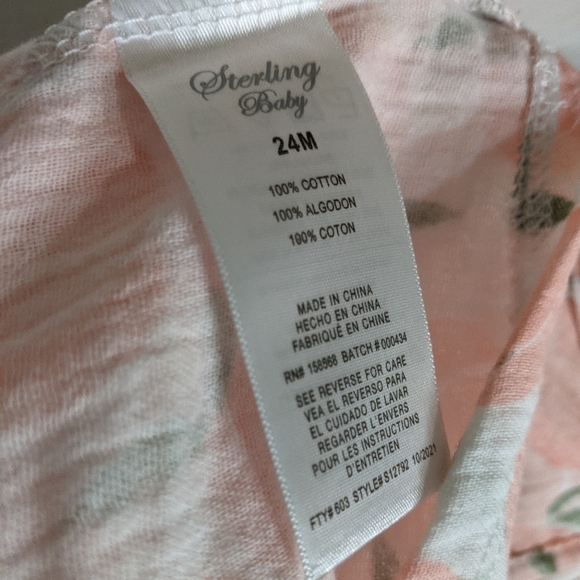 Sterling
Baby
24M
100% COTTON
100% ALGODON
100% COTON
MADE IN CHINA
HECHO EN CHINA
FABRIQUÉ EN CHINE
RN# 158568 BATCH # 000434
SEE REVERSE FOR CARE
VEA EL REVERSO PARA
EL CUIDADO DE LAVAR
REGARDER L'ENVERS
POUR LES INSTRUCTIONS
D'ENTRETIEN
FTY# 603 STYLE# S12792 10/2021